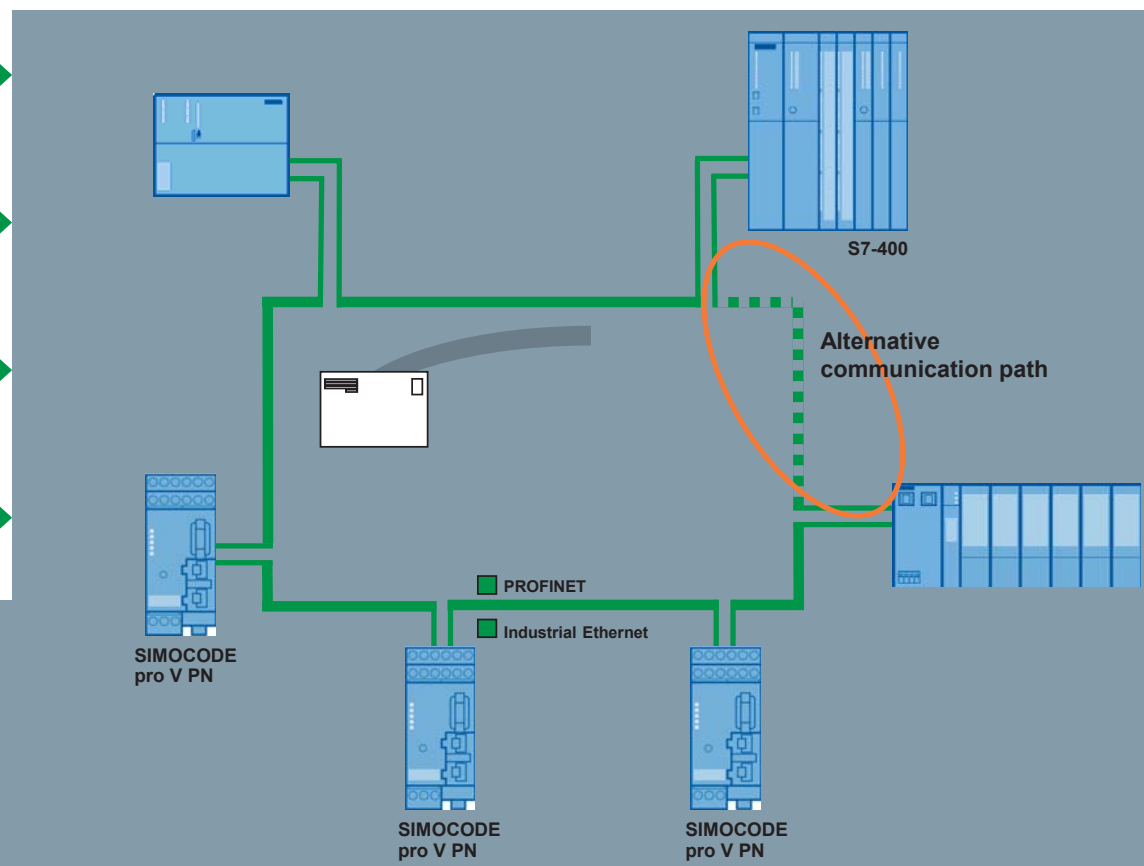 S7-400
Alternative
communication path
PROFINET
Industrial Ethernet
SIMOCODE
pro V PN
SIMOCODE
pro V PN
SIMOCODE
pro V PN